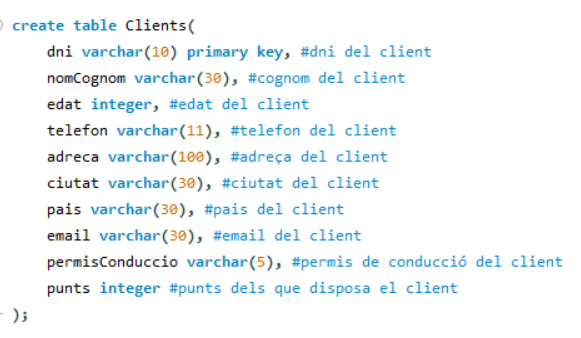 create table Clients(
dni varchar(10) primary key, #dni del client
nomCognom varchar(30), #cognom del client
edat integer, #edat del client
telefon varchar(11), #telefon del client
adreca varchar(100), #adreça del client
ciutat varchar(30), #ciutat del client
pais varchar(30), #pais del client
email varchar(30), #email del client
permisConduccio varchar(5), #permis de conducció del client
punts integer #punts dels que disposa el client
);